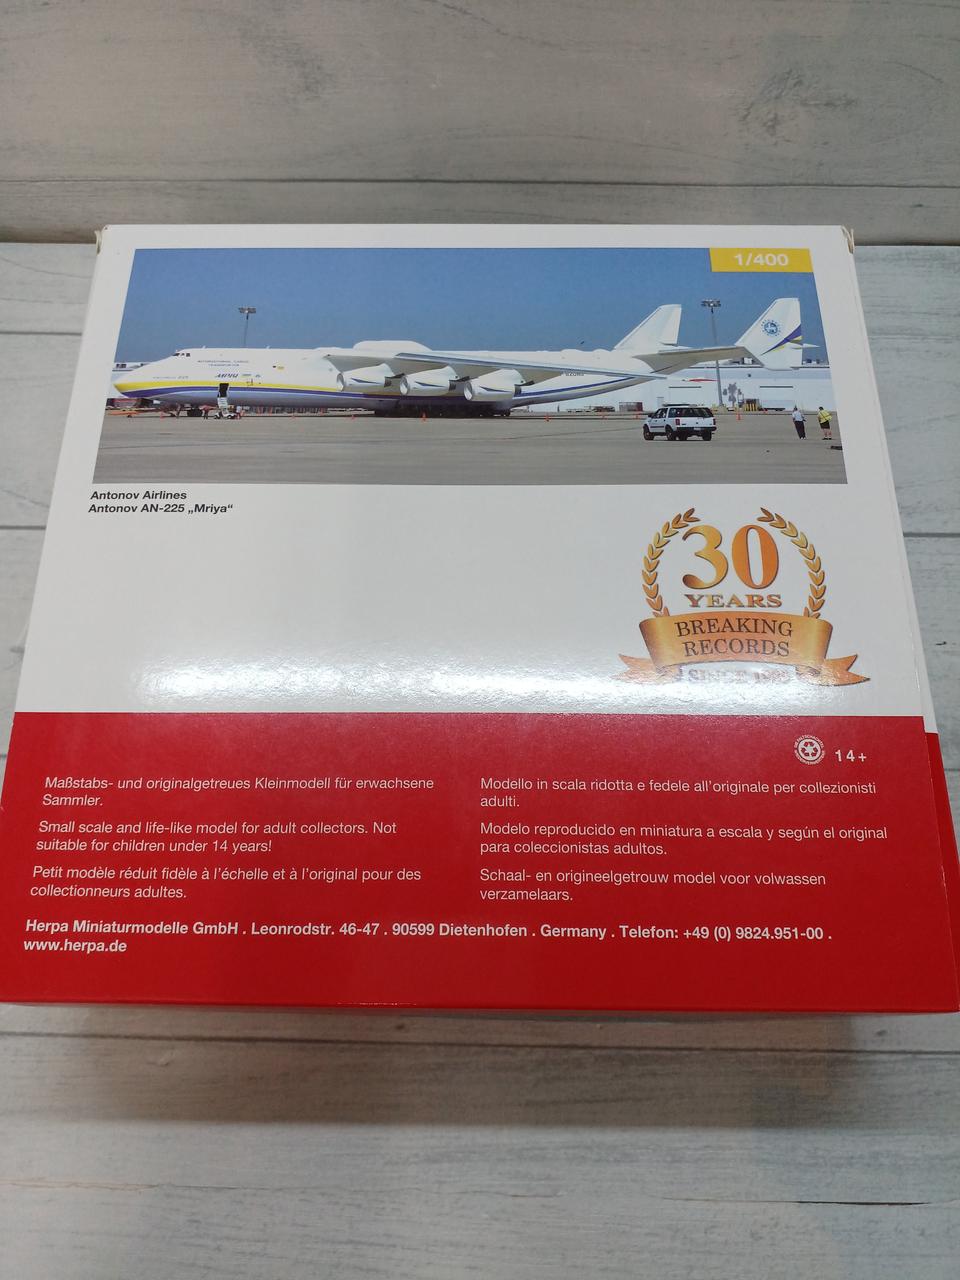 1/400
Antonov Airlines
Antonov AN-225 „Mriya“
30
YEARS
BREAKING
RECORDS
SINCE
14+
Maßstabs- und originalgetreues Kleinmodell für erwachsene
Sammler.
Small scale and life-like model for adult collectors. Not
suitable for children under 14 years!
Petit modèle réduit fidèle à l'échelle et à l'original pour des
collectionneurs adultes.
Modello in scala ridotta e fedele all'originale per collezionisti
adulti.
Modelo reproducido en miniatura a escala y según el original
para coleccionistas adultos.
Schaal- en origineelgetrouw model voor volwassen
verzamelaars.
Herpa Miniaturmodelle GmbH . Leonrodstr. 46-47 . 90599 Dietenhofen . Germany . Telefon: +49 (0) 9824.951-00 .
www.herpa.de